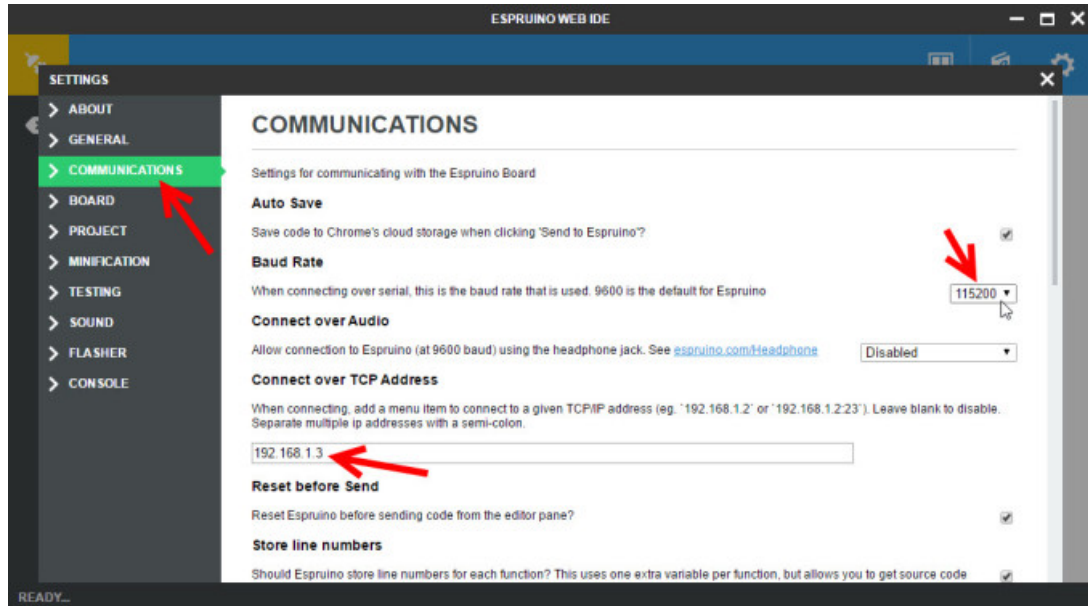 ESPRUINO WEB IDE
SETTINGS
ABOUT
GENERAL
COMMUNICATIONS
BOARD
PROJECT
MINIFICATION
TESTING
SOUND
FLASHER
CONSOLE
COMMUNICATIONS
Settings for communicating with the Espruino Board
Auto Save
Save code to Chrome's cloud storage when clicking 'Send to Espruino'?
Baud Rate
When connecting over serial, this is the baud rate that is used. 9600 is the default for Espruino
115200
Connect over Audio
Allow connection to Espruino (at 9600 baud) using the headphone jack. See espruino.com/Headphone
Disabled
Connect over TCP Address
When connecting, add a menu item to connect to a given TCP/IP address (eg. `192.168.1.2` or `192.168.1.2:23`). Leave blank to disable.
Separate multiple ip addresses with a semi-colon.
192.168.1.3
Reset before Send
Reset Espruino before sending code from the editor pane?
Store line numbers
Should Espruino store line numbers for each function? This uses one extra variable per function, but allows you to get source code
READY...